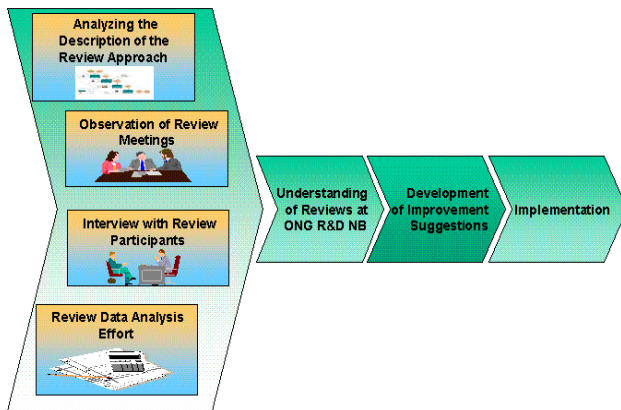 Analyzing the
Description of the
Review Approach
Observation of Review
Meetings
Interview with Review
Participants
Review Data Analysis
Effort
Understanding
of Reviews at
ONG R&D NB
Development
of Improvement
Suggestions
Implementation